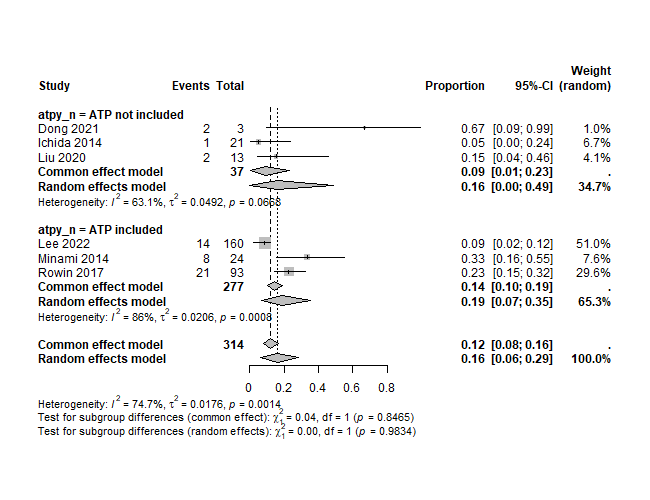 Weight
Study Events Total Proportion 95%-CI (random)
atpy_n = ATP not included
Dong 2021 2 3 0.67 [0.09; 0.99] 1.0%
Ichida 2014 1 21 0.05 [0.00; 0.24] 6.7%
Liu 2020 2 13 0.15 [0.04; 0.46] 4.1%
Common effect model 37 0.09 [0.01; 0.23] .
Random effects model 0.16 [0.00; 0.49] 34.7%
Heterogeneity: I² = 63.1%, τ² = 0.0492, p = 0.0668
atpy_n = ATP included
Lee 2022 14 160 0.09 [0.02; 0.12] 51.0%
Minami 2014 8 24 0.33 [0.16; 0.55] 7.6%
Rowin 2017 21 93 0.23 [0.15; 0.32] 29.6%
Common effect model 277 0.14 [0.10; 0.19] .
Random effects model 0.19 [0.07; 0.35] 65.3%
Heterogeneity: I² = 86%, τ² = 0.0206, p = 0.0008
Common effect model 314 0.12 [0.08; 0.16] .
Random effects model 0.16 [0.06; 0.29] 100.0%
0 0.2 0.4 0.6 0.8
Heterogeneity: I² = 74.7%, τ² = 0.0176, p = 0.0014
Test for subgroup differences (common effect): χ²₁ = 0.04, df = 1 (p = 0.8465)
Test for subgroup differences (random effects): χ²₁ = 0.00, df = 1 (p = 0.9834)